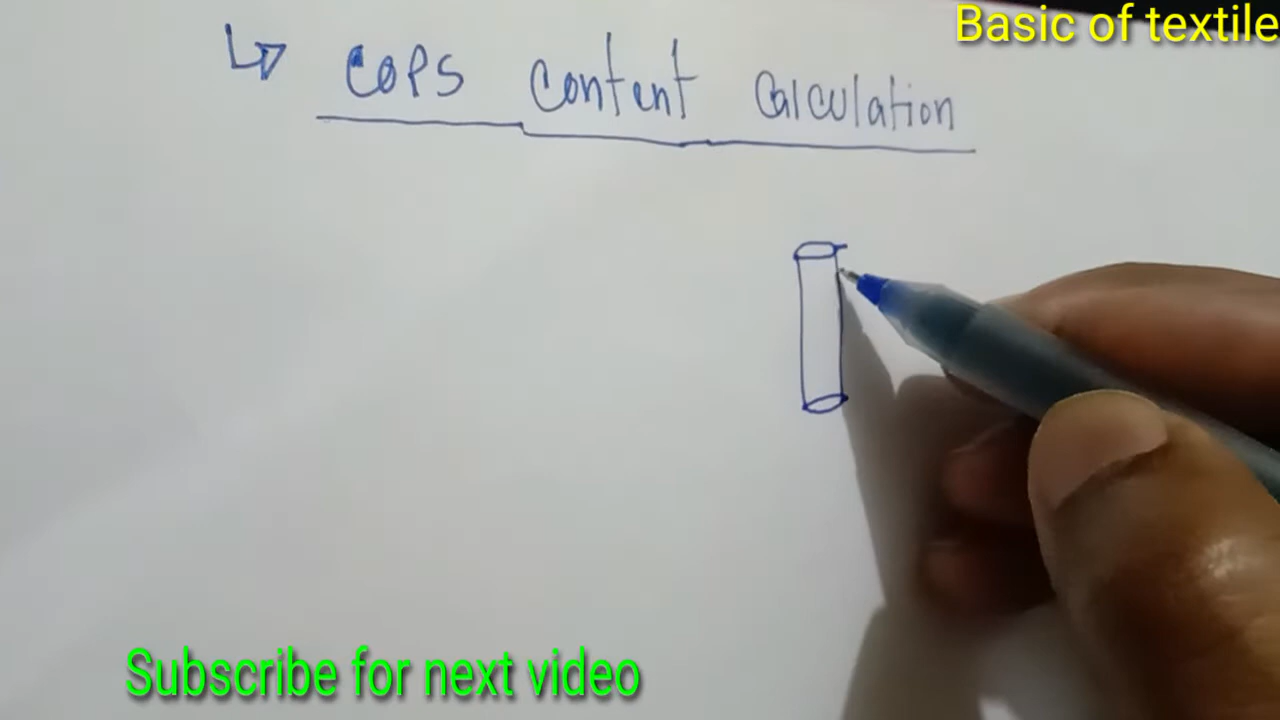 Basic of textile
COPS Content Calculation
Subscribe for next video